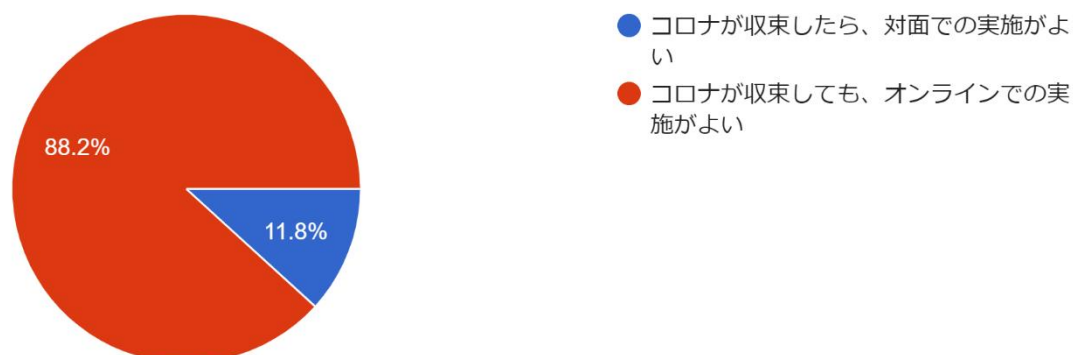 コロナが収束したら、対面での実施がよ
い
コロナが収束しても、オンラインでの実
施がよい
88.2%
11.8%